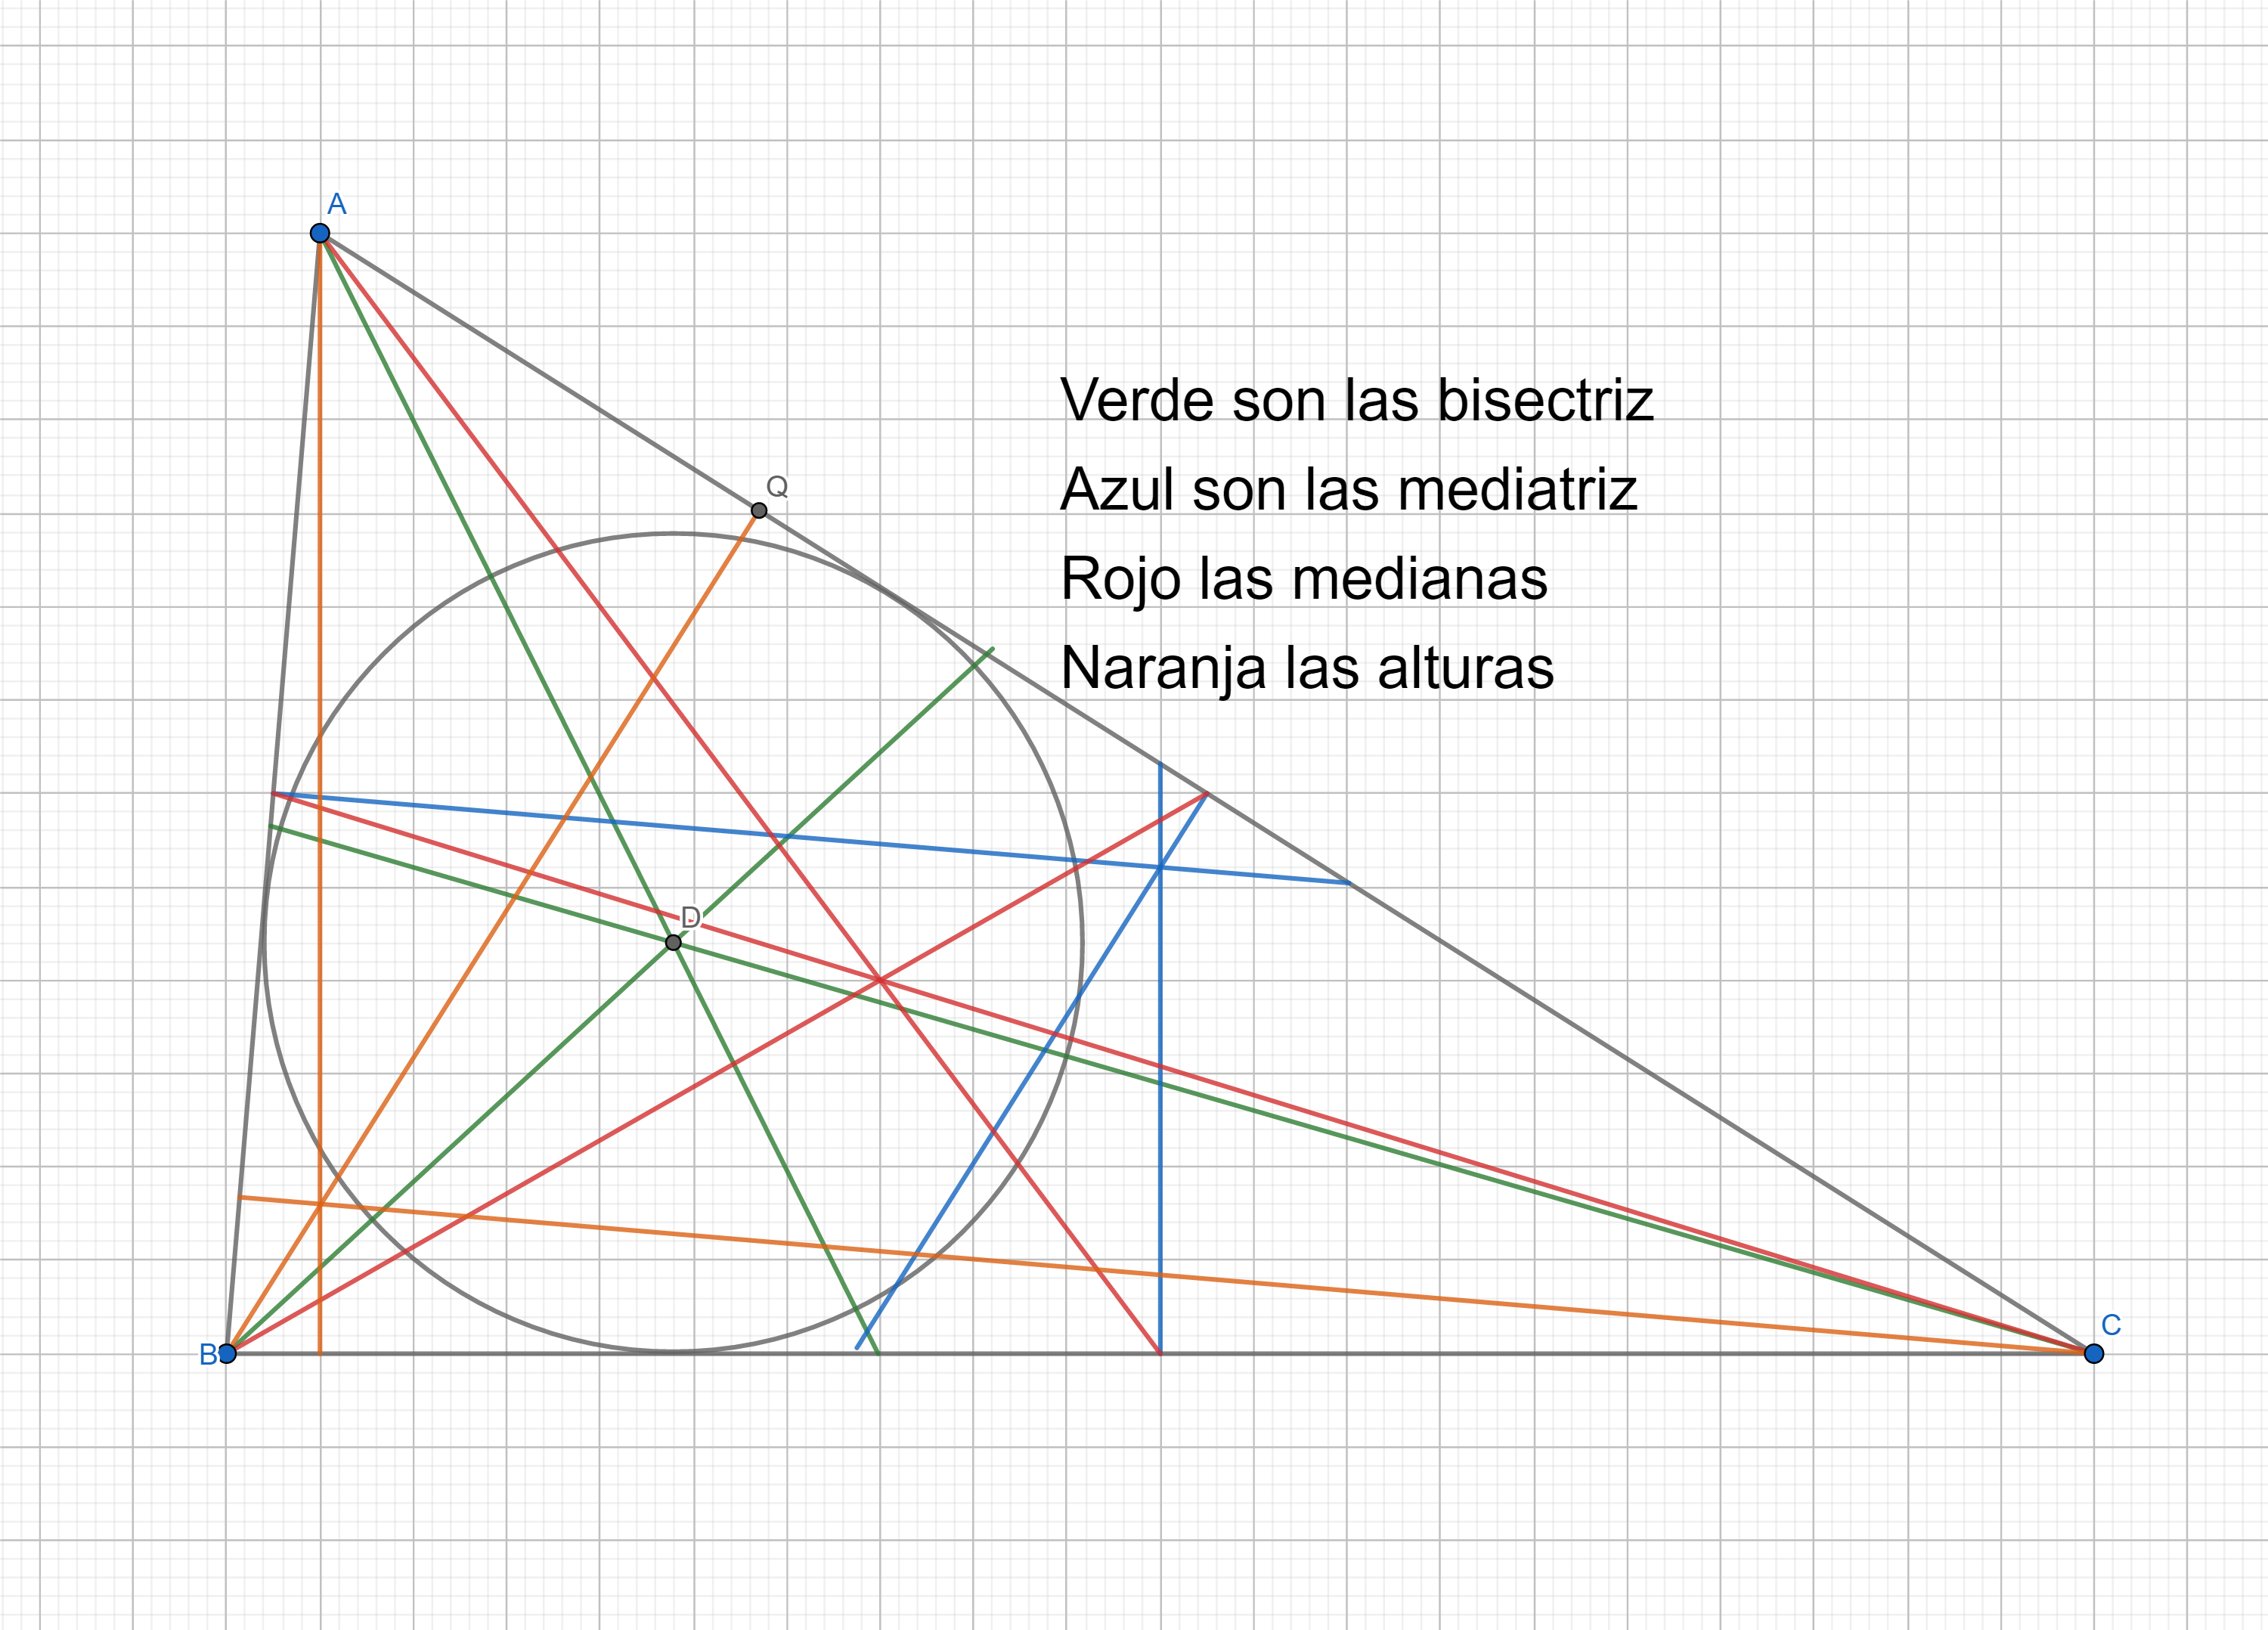 A
Q
Verde son las bisectriz
Azul son las mediatriz
Rojo las medianas
Naranja las alturas
D
B
C